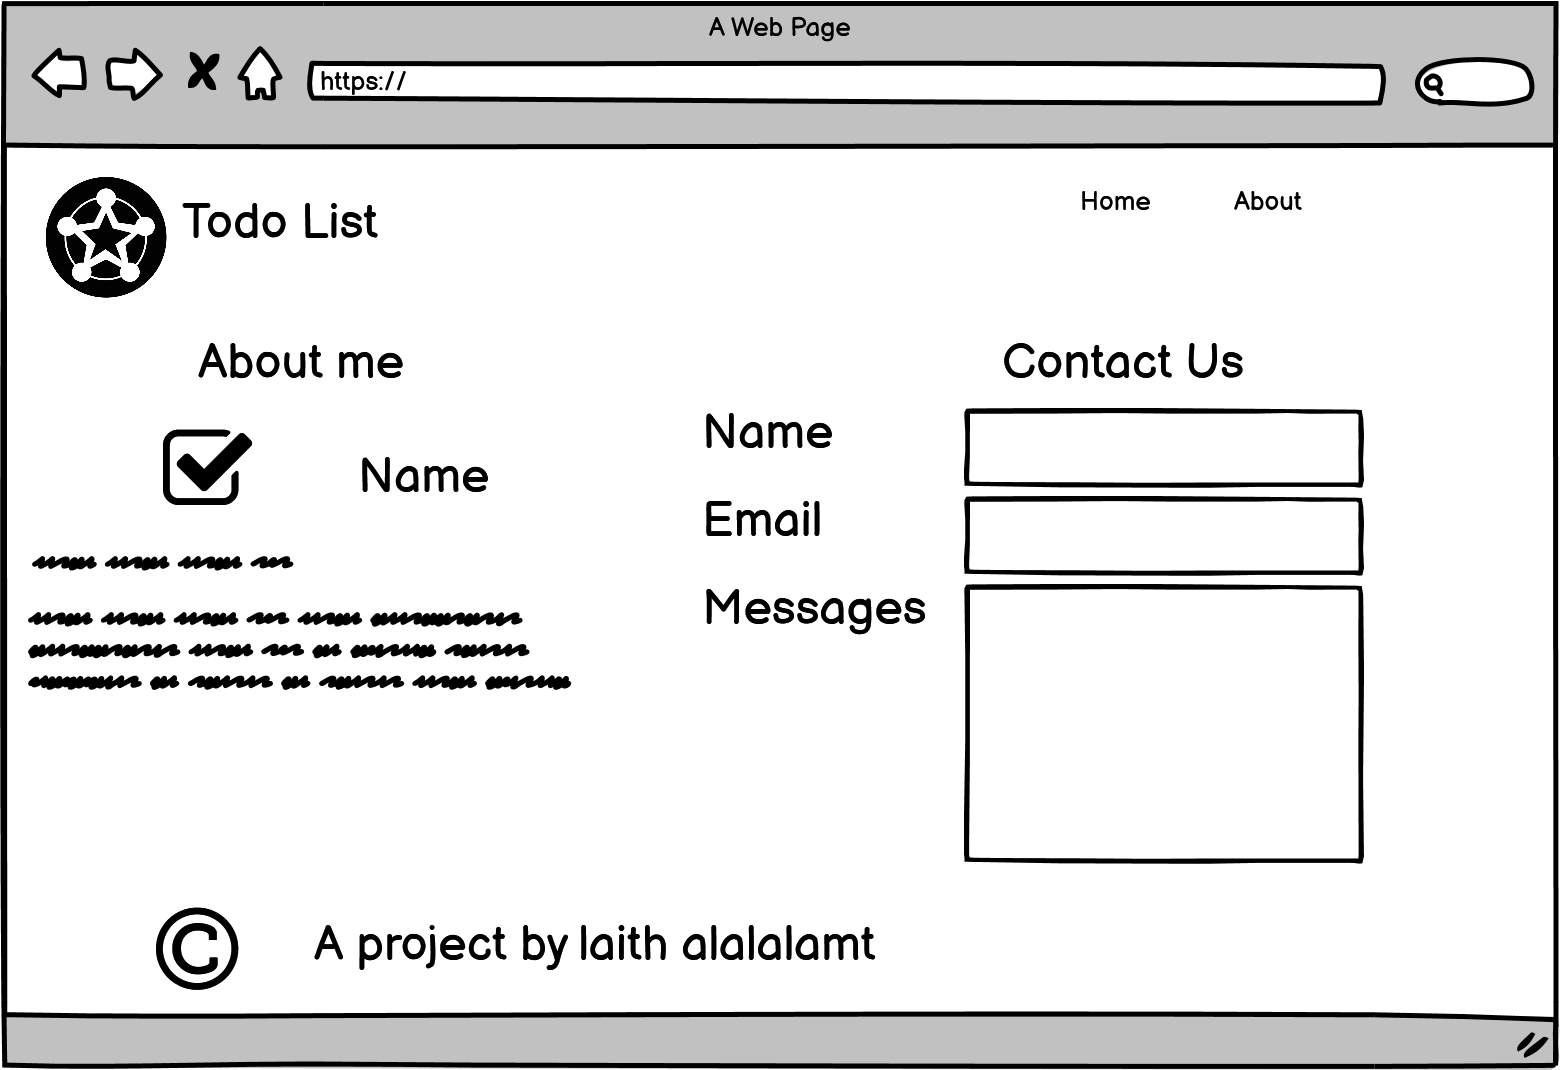 A Web Page
https://
Todo List
Home
About
About me
Name
Contact Us
Name
Email
Messages
© A project by laith alalalamt